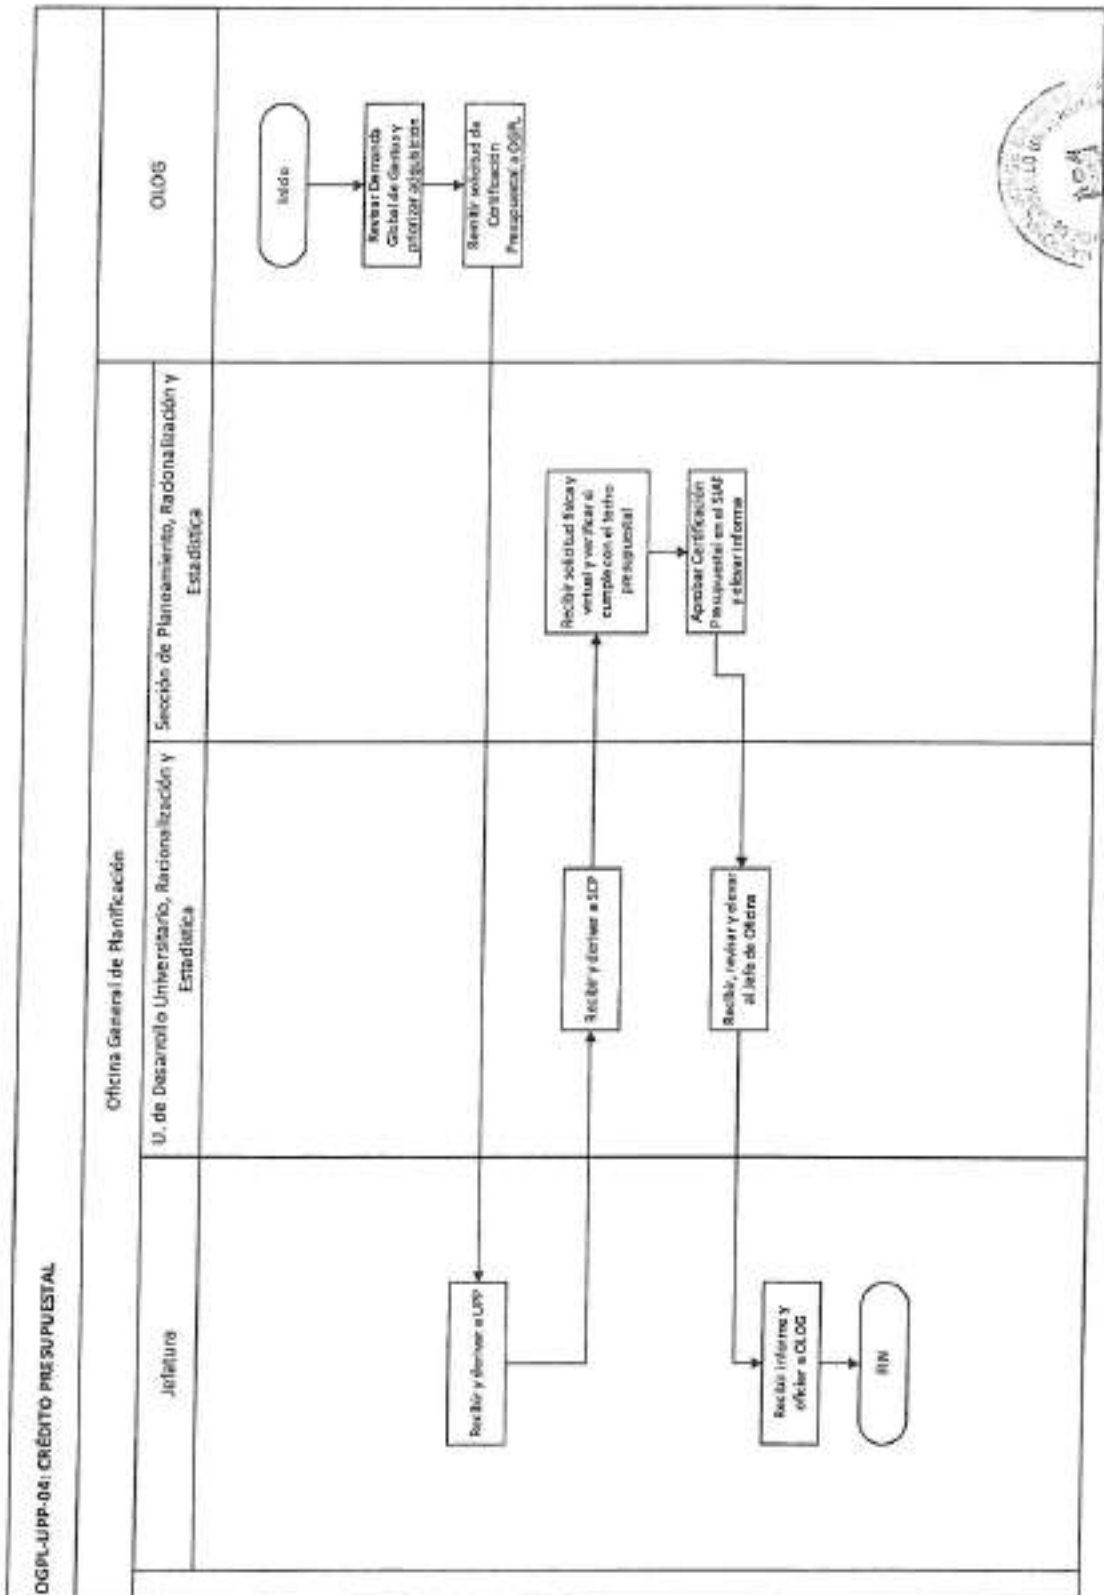 OGPL-UPP-04: CRÉDITO PRESUPUESTAL
Oficina General de Planificación
Jefatura
U. de Desarrollo Universitario, Racionalización y
Estadística
Sección de Planeamiento, Racionalización y
Estadística
OLOG
Inicio
Revisar Demanda
Global de Gastos y
priorizar adquisiciones
Remitir solicitud de
Certificación
Presupuestal a OGPL
Recibir y derivar a UPP
Recibir y derivar a SCP
Recibir solicitud física y
virtual y verificar si
cumple con el techo
presupuestal
Aprobar Certificación
Presupuestal en el SIAF
y elevar informe
Recibir, revisar y elevar
al Jefe de Oficina
Recibir informe y
oficiar a OLOG
FIN